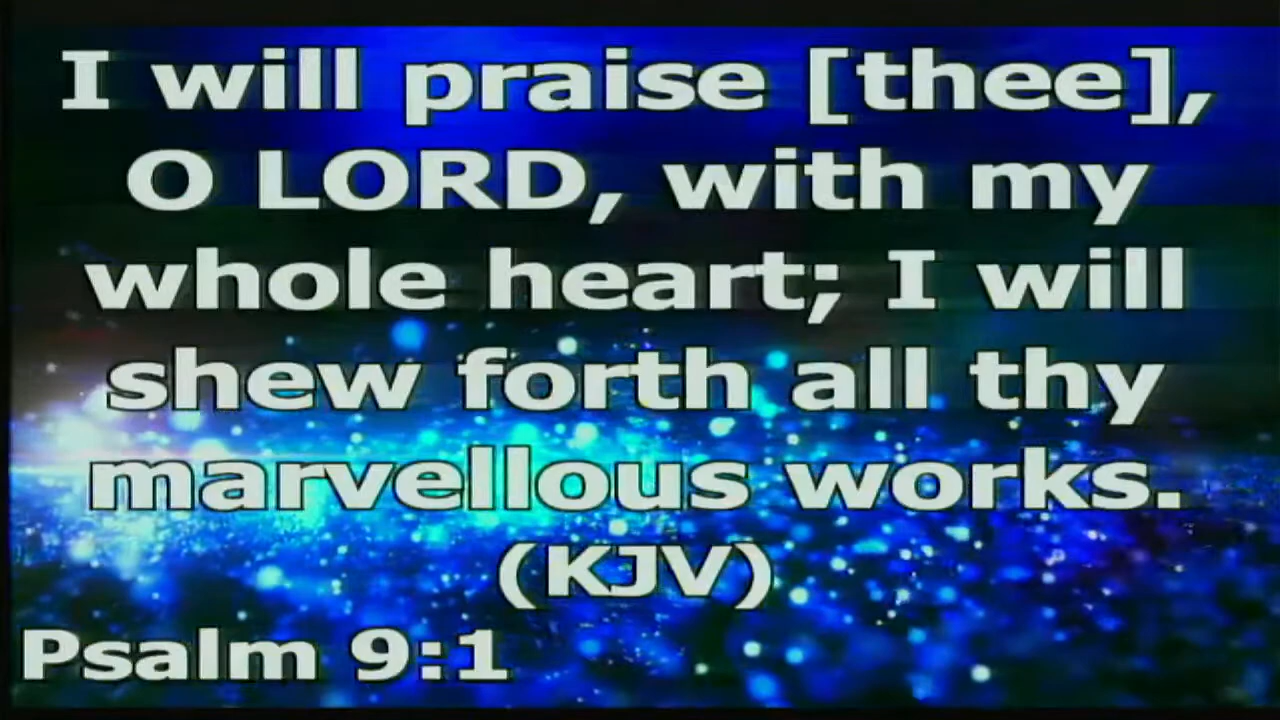 I will praise [thee],
O LORD, with my
whole heart; I will
shew forth all thy
marvellous works.
(KJV)
Psalm 9:1